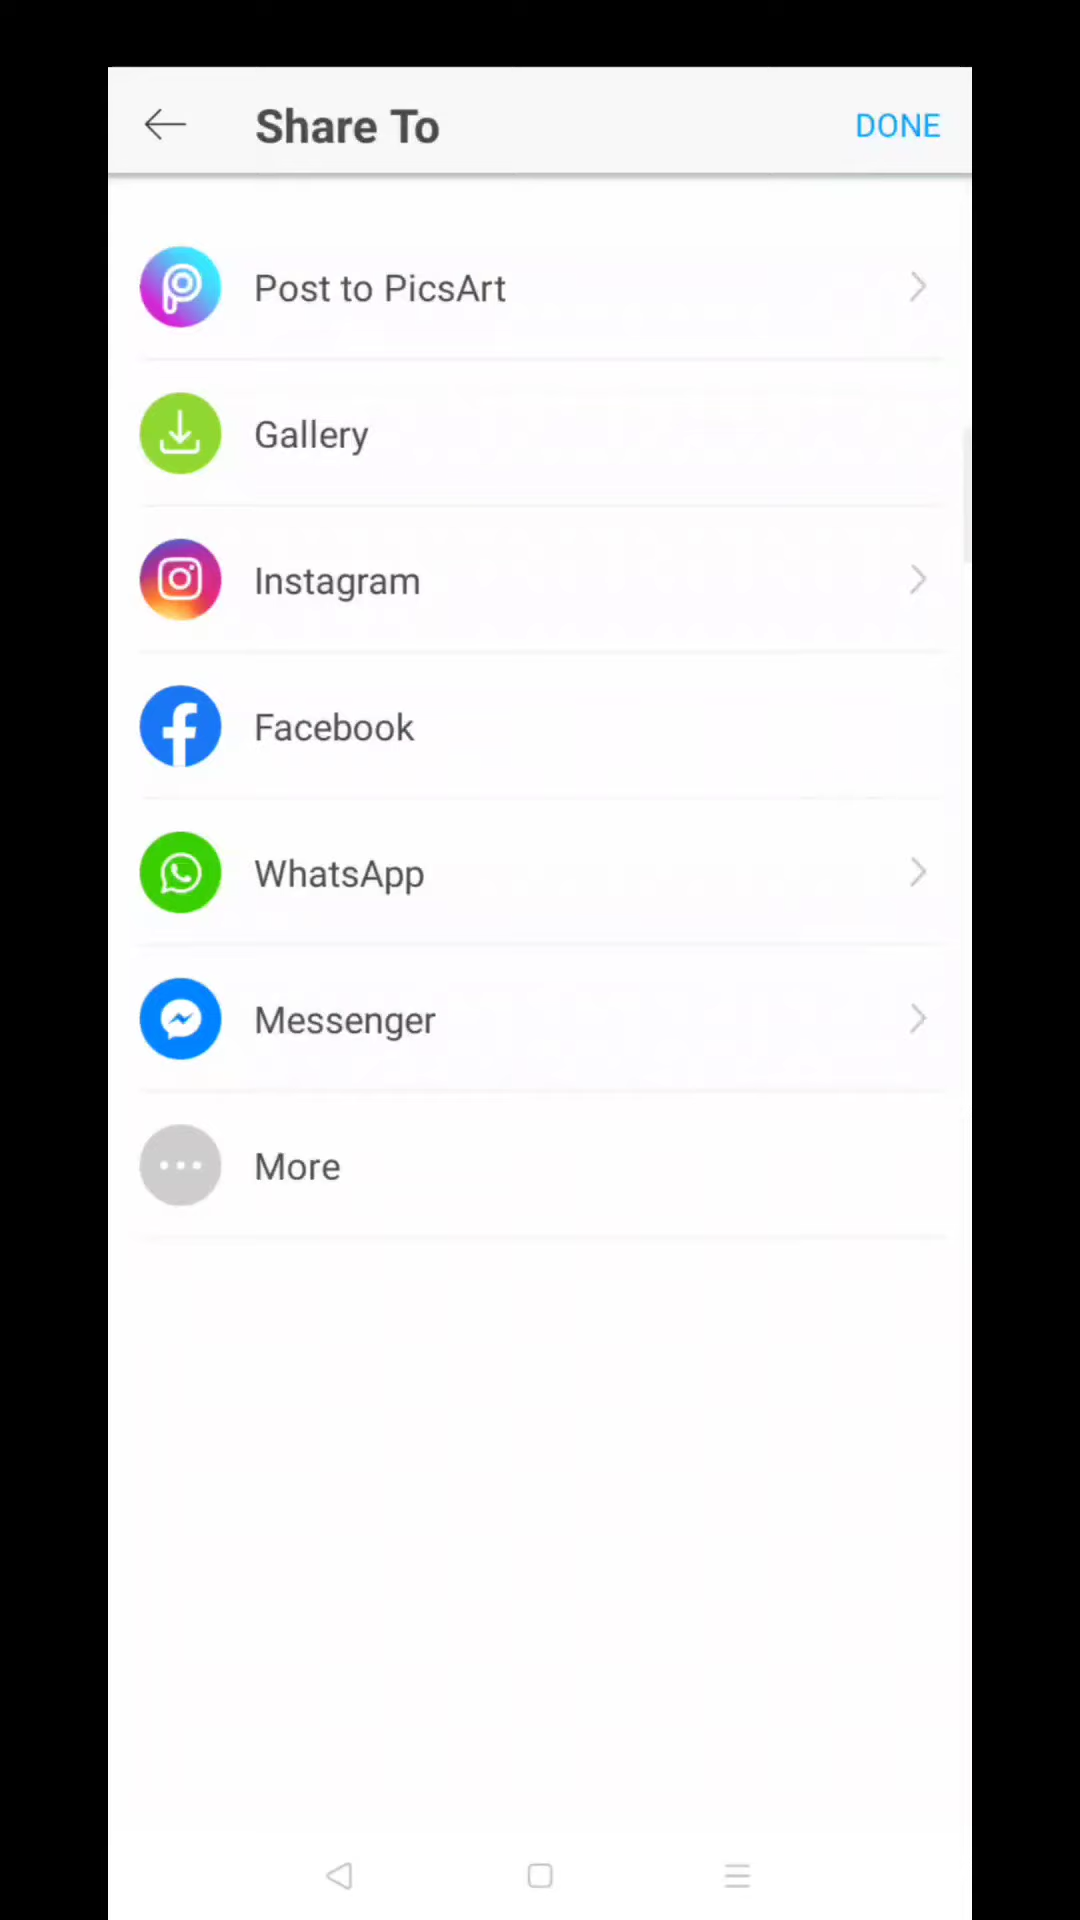 Share To
DONE
Post to PicsArt
Gallery
Instagram
Facebook
WhatsApp
Messenger
More